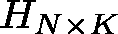 H_{N × K}